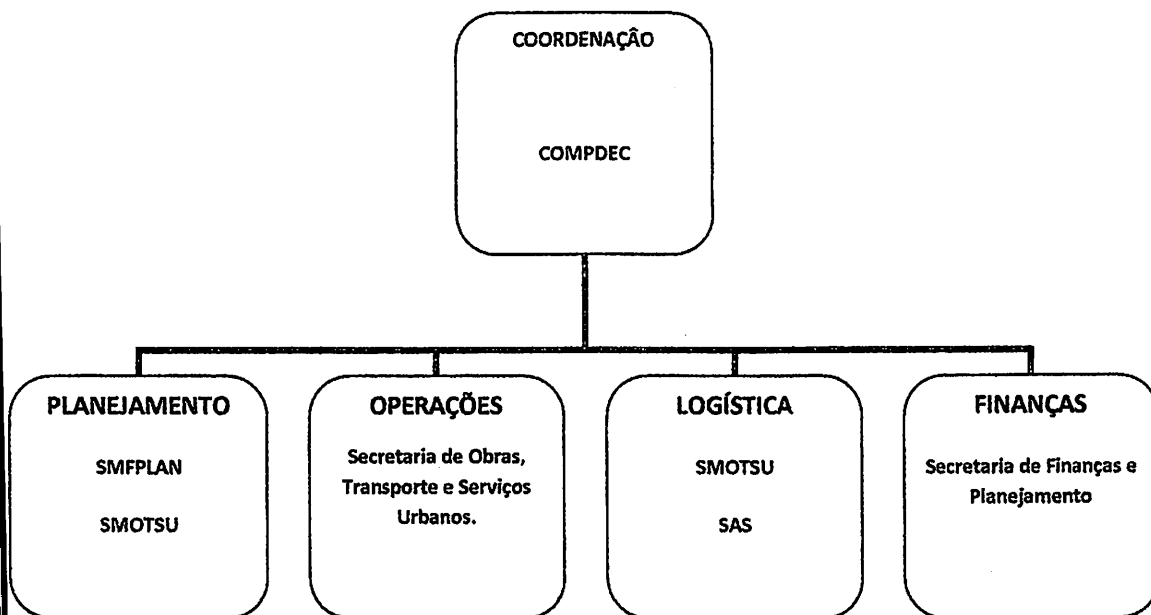 COORDENAÇÃO
COMPDEC
PLANEJAMENTO
SMFPLAN
SMOTSU
OPERAÇÕES
Secretaria de Obras,
Transporte e Serviços
Urbanos.
LOGÍSTICA
SMOTSU
SAS
FINANÇAS
Secretaria de Finanças e
Planejamento